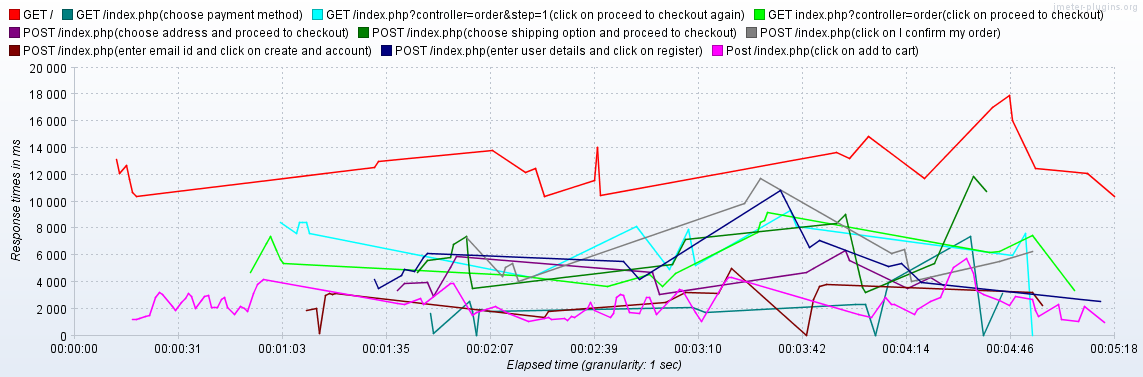 jmeter-plugins.org
GET / GET /index.php(choose payment method) GET /index.php?controller=order&step=1(click on proceed to checkout again) GET index.php?controller=order(click on proceed to checkout)
POST /index.php(choose address and proceed to checkout) POST /index.php(choose shipping option and proceed to checkout) POST /index.php(click on I confirm my order)
POST /index.php(enter email id and click on create and account) POST /index.php(enter user details and click on register) Post /index.php(click on add to cart)
20 000
18 000
16 000
14 000
12 000
10 000
8 000
6 000
4 000
2 000
0
Response times in ms
00:00:00 00:00:31 00:01:03 00:01:35 00:02:07 00:02:39 00:03:10 00:03:42 00:04:14 00:04:46 00:05:18
Elapsed time (granularity: 1 sec)